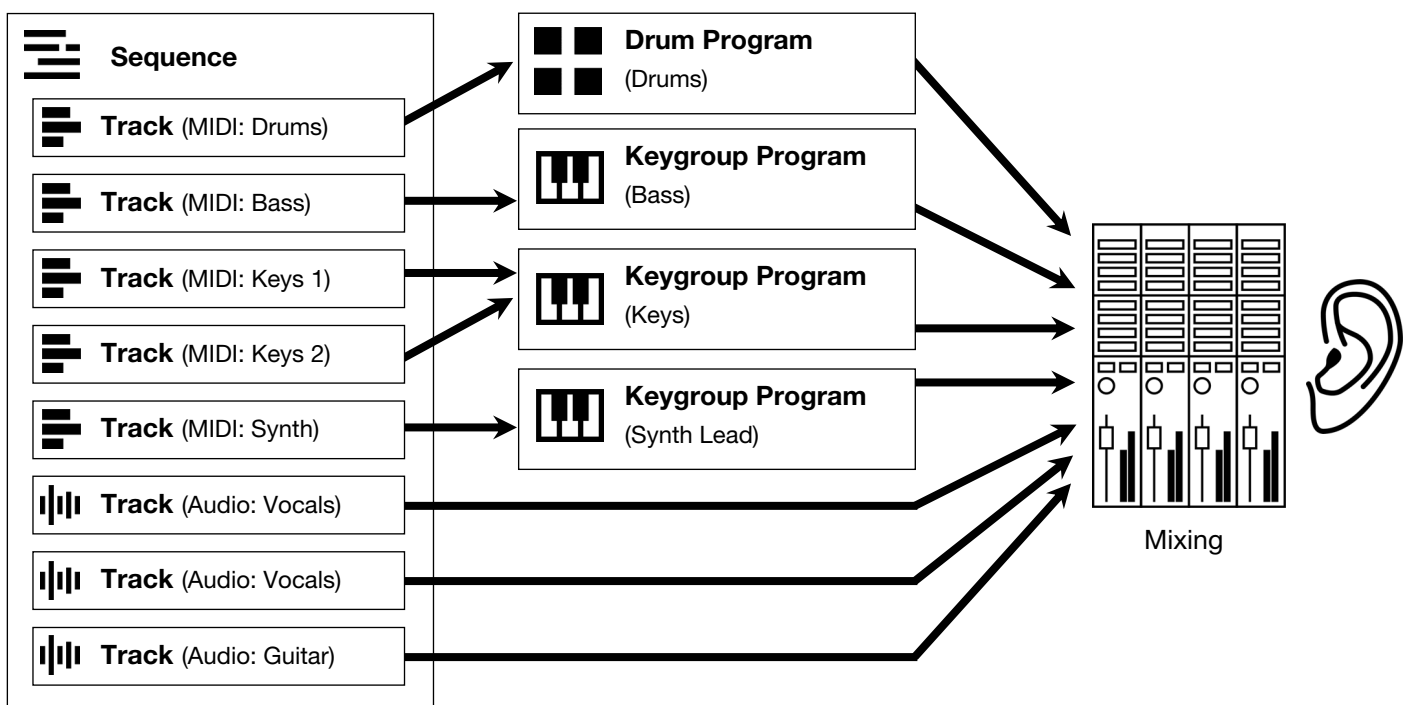 Sequence
Track (MIDI: Drums)
Track (MIDI: Bass)
Track (MIDI: Keys 1)
Track (MIDI: Keys 2)
Track (MIDI: Synth)
Track (Audio: Vocals)
Track (Audio: Vocals)
Track (Audio: Guitar)
Drum Program
(Drums)
Keygroup Program
(Bass)
Keygroup Program
(Keys)
Keygroup Program
(Synth Lead)
Mixing